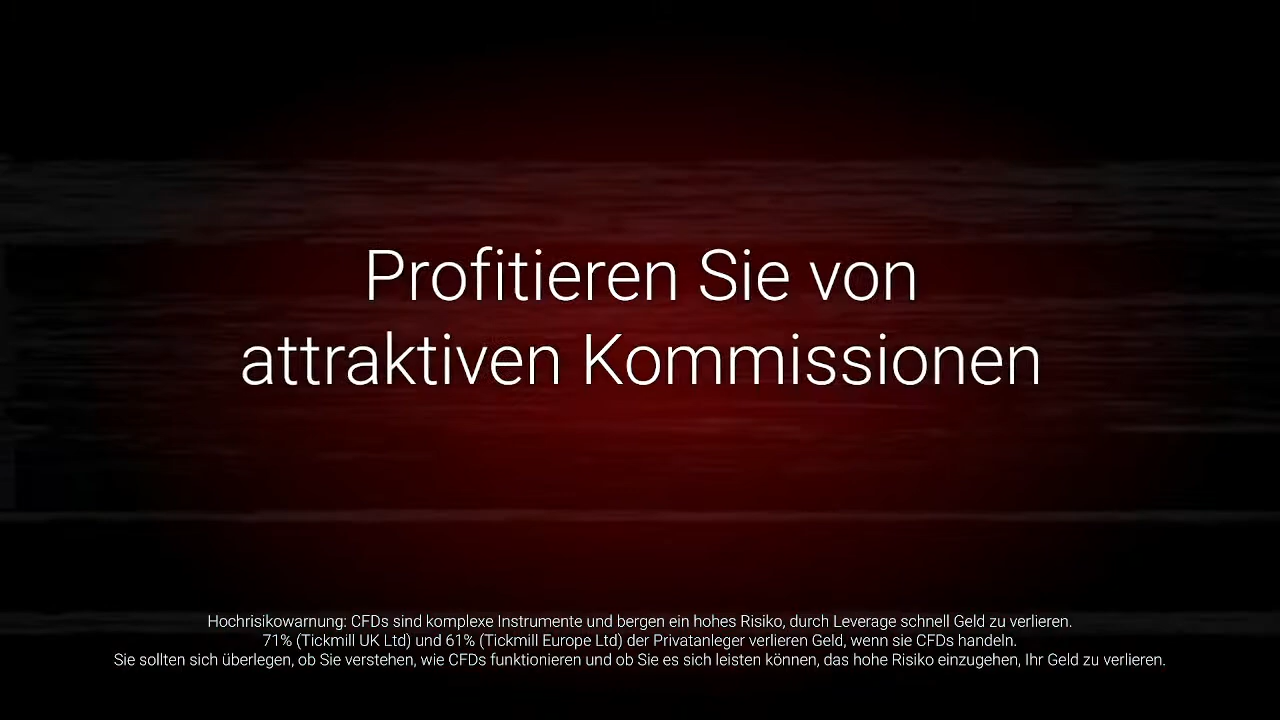 Profitieren Sie von
attraktiven Kommissionen
Hochrisikowarnung: CFDs sind komplexe Instrumente und bergen ein hohes Risiko, durch Leverage schnell Geld zu verlieren.
71% (Tickmill UK Ltd) und 61% (Tickmill Europe Ltd) der Privatanleger verlieren Geld, wenn sie CFDs handeln.
Sie sollten sich überlegen, ob Sie verstehen, wie CFDs funktionieren und ob Sie es sich leisten können, das hohe Risiko einzugehen, Ihr Geld zu verlieren.